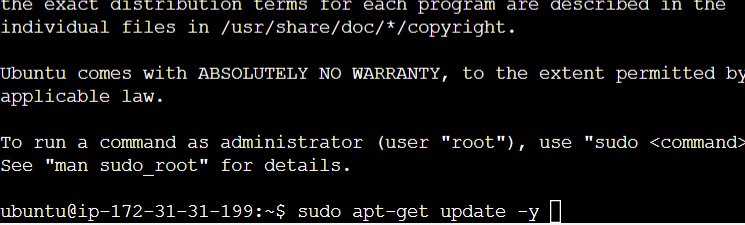 the exact distribution terms for each program are described in the
individual files in /usr/share/doc/*/copyright.
Ubuntu comes with ABSOLUTELY NO WARRANTY, to the extent permitted by
applicable law.
To run a command as administrator (user "root"), use "sudo <command>
See "man sudo_root" for details.
ubuntu@ip-172-31-31-199:~$ sudo apt-get update -y